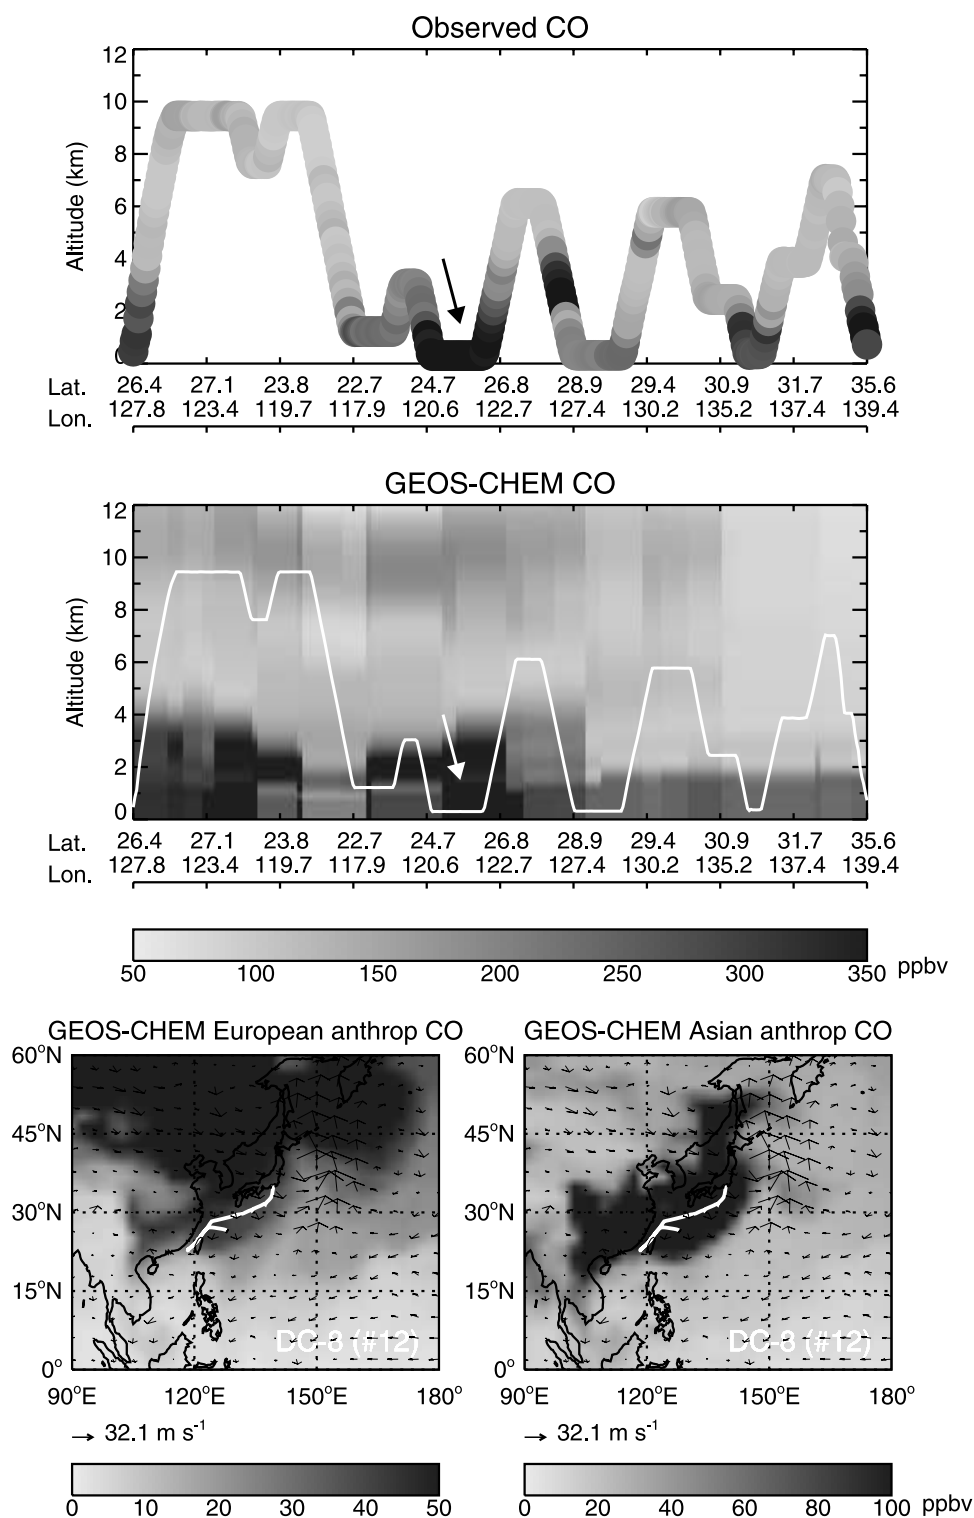 Observed CO
12
10
8
6
4
2
0
Altitude (km)
Lat. 26.4 27.1 23.8 22.7 24.7 26.8 28.9 29.4 30.9 31.7 35.6
Lon. 127.8 123.4 119.7 117.9 120.6 122.7 127.4 130.2 135.2 137.4 139.4
GEOS-CHEM CO
12
10
8
6
4
2
0
Altitude (km)
Lat. 26.4 27.1 23.8 22.7 24.7 26.8 28.9 29.4 30.9 31.7 35.6
Lon. 127.8 123.4 119.7 117.9 120.6 122.7 127.4 130.2 135.2 137.4 139.4
50 100 150 200 250 300 350 ppbv
GEOS-CHEM European anthrop CO
60°N
45°N
30°N
15°N
0°
DC-8 (#12)
90°E 120°E 150°E 180°
32.1 m s⁻¹
0 10 20 30 40 50
GEOS-CHEM Asian anthrop CO
60°N
45°N
30°N
15°N
0°
DC-8 (#12)
90°E 120°E 150°E 180°
32.1 m s⁻¹
0 20 40 60 80 100 ppbv